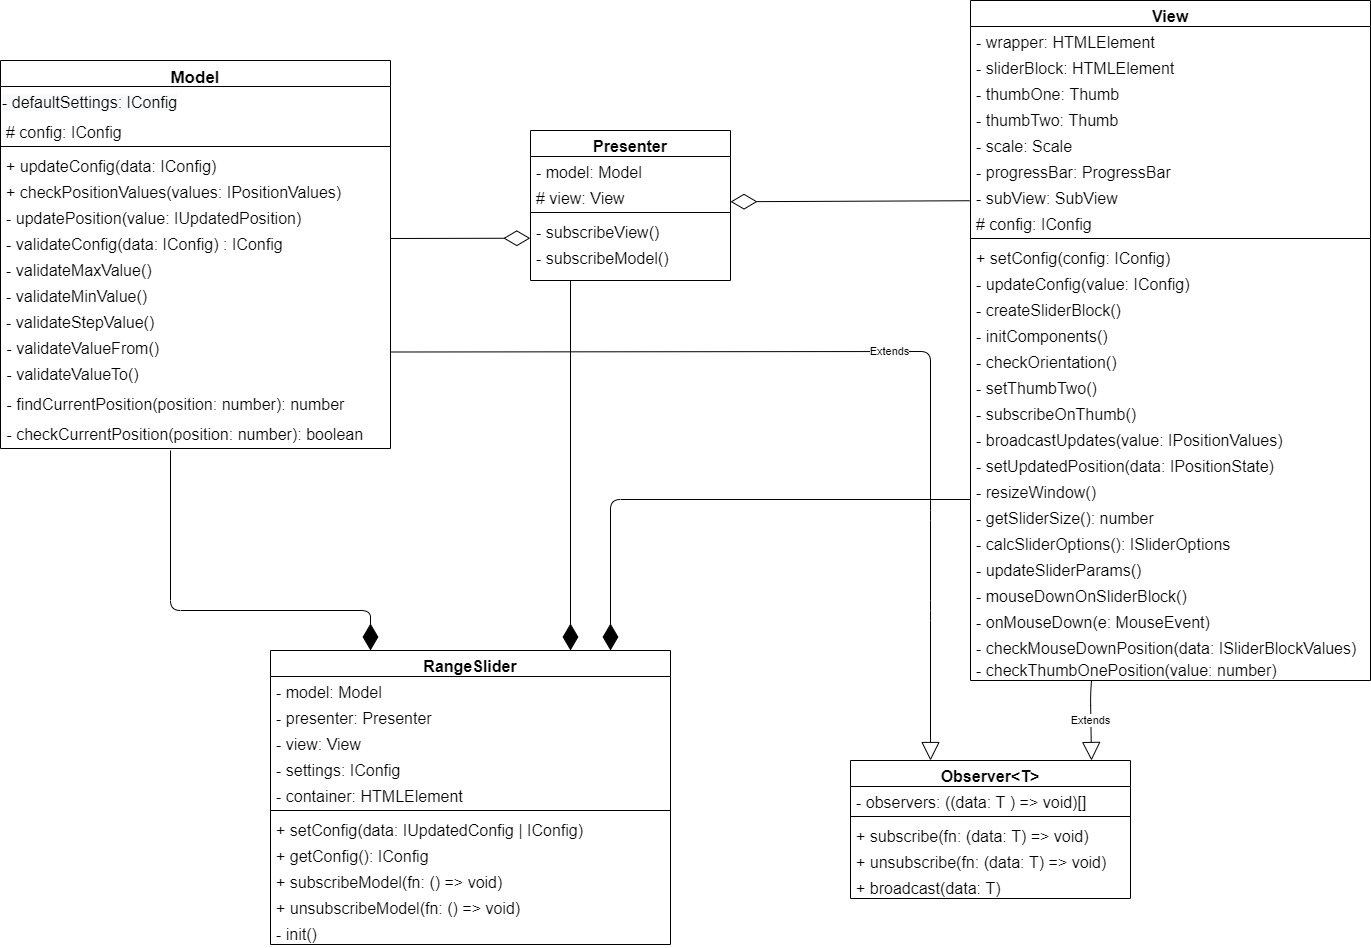 Model
- defaultSettings: IConfig
# config: IConfig
+ updateConfig(data: IConfig)
+ checkPositionValues(values: IPositionValues)
- updatePosition(value: IUpdatedPosition)
- validateConfig(data: IConfig) : IConfig
- validateMaxValue()
- validateMinValue()
- validateStepValue()
- validateValueFrom()
- validateValueTo()
- findCurrentPosition(position: number): number
- checkCurrentPosition(position: number): boolean
Presenter
- model: Model
# view: View
- subscribeView()
- subscribeModel()
View
- wrapper: HTMLElement
- sliderBlock: HTMLElement
- thumbOne: Thumb
- thumbTwo: Thumb
- scale: Scale
- progressBar: ProgressBar
- subView: SubView
# config: IConfig
+ setConfig(config: IConfig)
- updateConfig(value: IConfig)
- createSliderBlock()
- initComponents()
- checkOrientation()
- setThumbTwo()
- subscribeOnThumb()
- broadcastUpdates(value: IPositionValues)
- setUpdatedPosition(data: IPositionState)
- resizeWindow()
- getSliderSize(): number
- calcSliderOptions(): ISliderOptions
- updateSliderParams()
- mouseDownOnSliderBlock()
- onMouseDown(e: MouseEvent)
- checkMouseDownPosition(data: ISliderBlockValues)
- checkThumbOnePosition(value: number)
Extends
Extends
RangeSlider
- model: Model
- presenter: Presenter
- view: View
- settings: IConfig
- container: HTMLElement
+ setConfig(data: IUpdatedConfig | IConfig)
+ getConfig(): IConfig
+ subscribeModel(fn: () => void)
+ unsubscribeModel(fn: () => void)
- init()
Observer<T>
- observers: ((data: T ) => void)[]
+ subscribe(fn: (data: T) => void)
+ unsubscribe(fn: (data: T) => void)
+ broadcast(data: T)